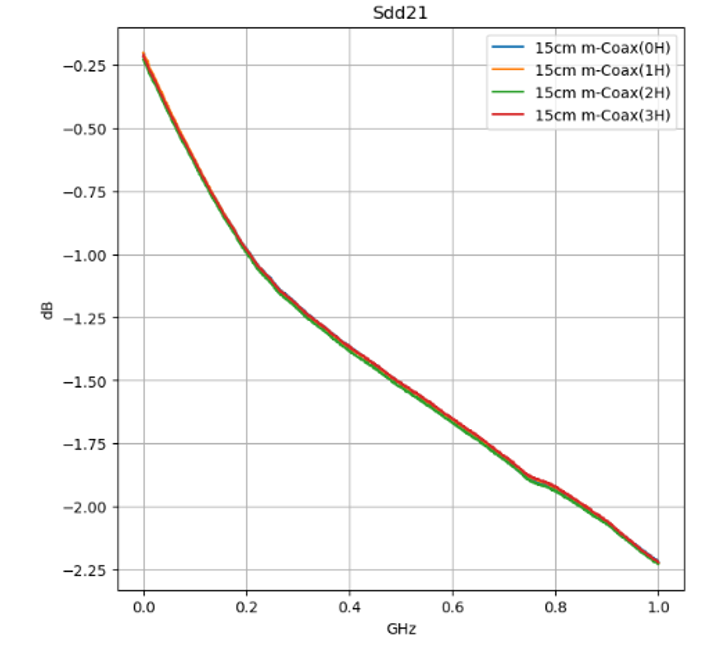 Sdd21
15cm m-Coax(0H)
15cm m-Coax(1H)
15cm m-Coax(2H)
15cm m-Coax(3H)
−0.25
−0.50
−0.75
−1.00
−1.25
−1.50
−1.75
−2.00
−2.25
dB
0.0 0.2 0.4 0.6 0.8 1.0
GHz